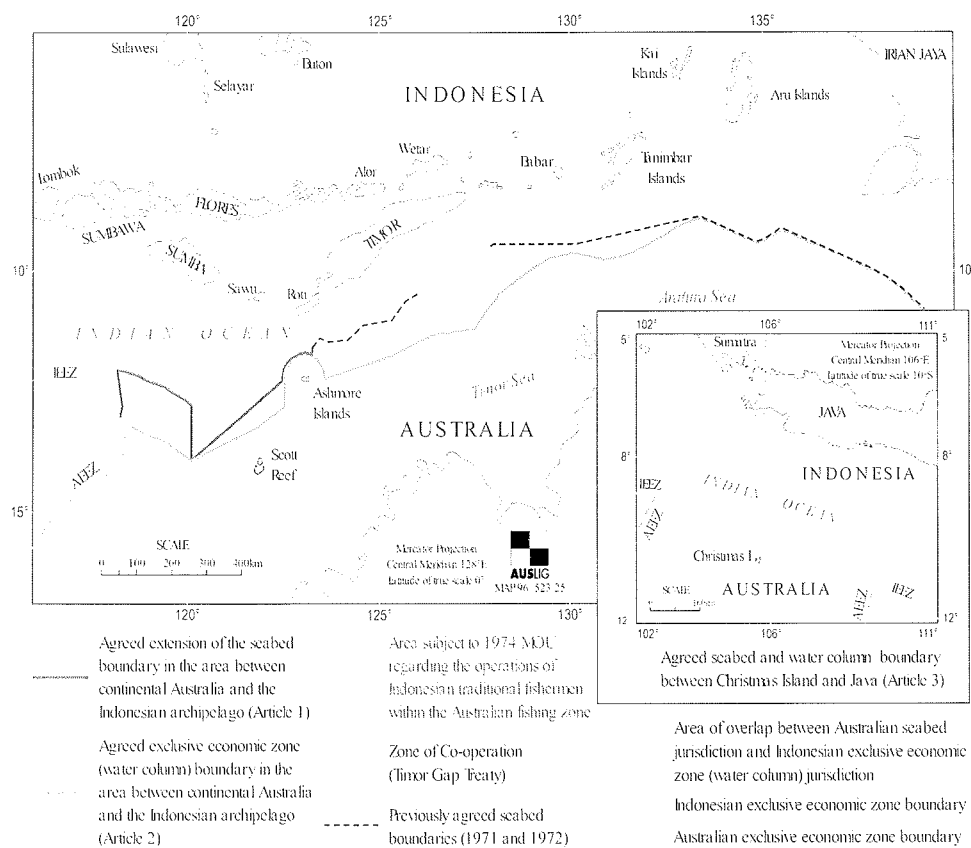 120° 125° 130° 135°
Sulawesi
Buton
Selayar
INDONESIA
Kai
Islands
IRIAN JAYA
Aru Islands
Wetar
Alor
Babar
Tanimbar
Islands
Lombok
FLORES
SUMBAWA
TIMOR
SUMBA
Sawu
Roti
10° 10
Arafura Sea
INDIAN OCEAN
IEEZ
Ashmore
Islands
Timor Sea
AUSTRALIA
AEEZ
Scott
Reef
15°
SCALE
0 100 200 300 400km
Mercator Projection
Central Meridian 128°E
latitude of true scale 0°
AUSLIG
MAP 96 523 25
120° 125° 130°
102° 106° 111°
5° 5
Sumatra
Mercator Projection
Central Meridian 106°E
latitude of true scale 10°S
JAVA
8° 8°
INDONESIA
IEEZ
AEEZ
INDIAN OCEAN
Christmas I.
AUSTRALIA
SCALE
AEEZ
IEEZ
12 12°
102° 106° 111°
Agreed seabed and water column boundary
between Christmas Island and Java (Article 3)
Agreed extension of the seabed
boundary in the area between
continental Australia and the
Indonesian archipelago (Article 1)
Agreed exclusive economic zone
(water column) boundary in the
area between continental Australia
and the Indonesian archipelago
(Article 2)
Area subject to 1974 MOU
regarding the operations of
Indonesian traditional fishermen
within the Australian fishing zone
Zone of Co-operation
(Timor Gap Treaty)
Previously agreed seabed
boundaries (1971 and 1972)
Area of overlap between Australian seabed
jurisdiction and Indonesian exclusive economic
zone (water column) jurisdiction
Indonesian exclusive economic zone boundary
Australian exclusive economic zone boundary